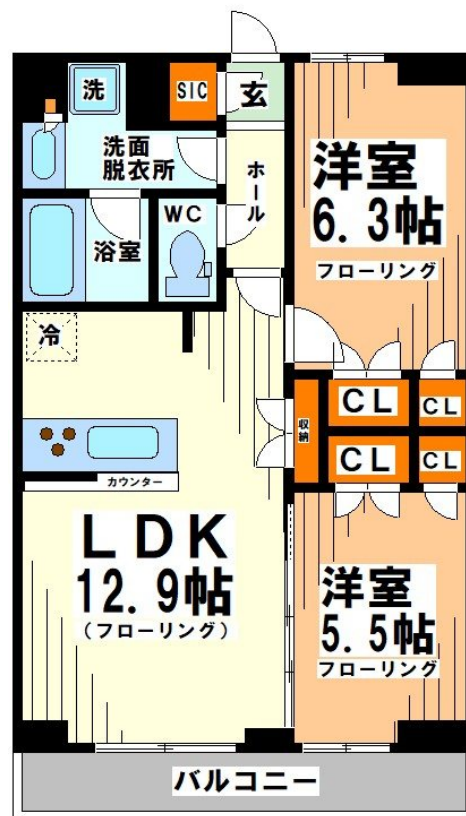 洗
SIC
玄
洗面
脱衣所
ホール
洋室
6.3帖
フローリング
WC
浴室
冷
CL
CL
収納
CL
CL
カウンター
LDK
12.9帖
(フローリング)
洋室
5.5帖
フローリング
バルコニー